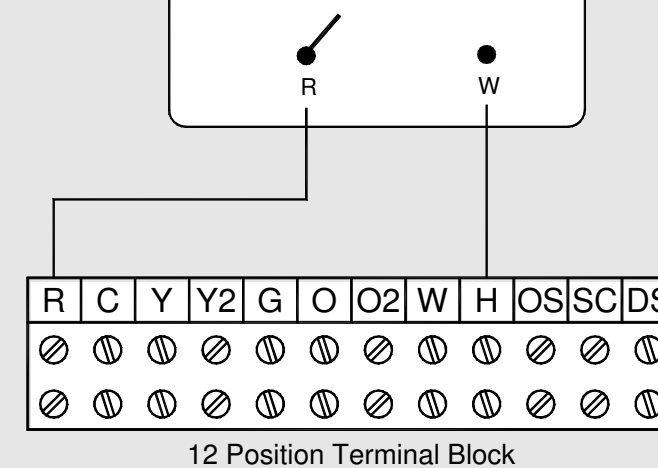 R W
R C Y Y2 G O O2 W H OS SC DS
12 Position Terminal Block